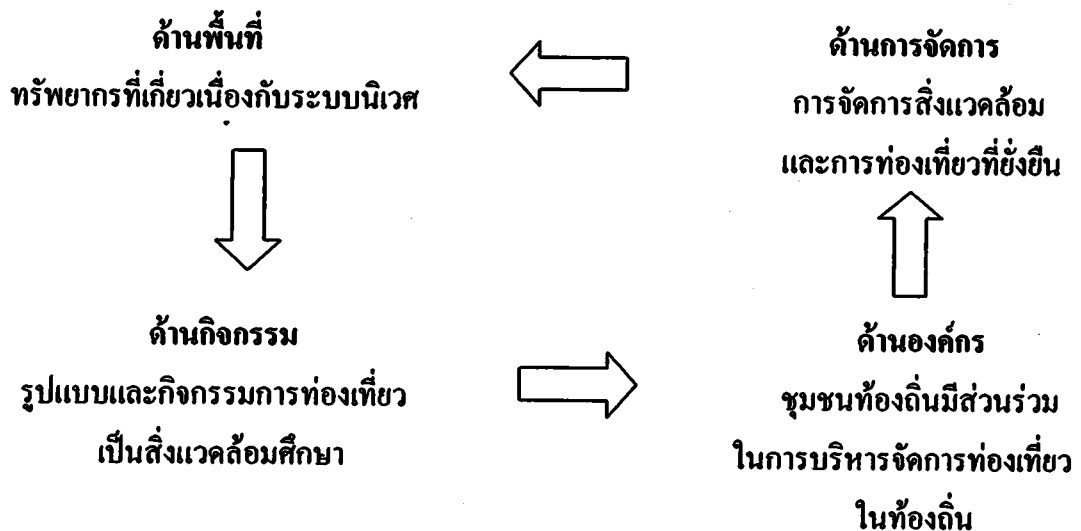 ด้านพื้นที่
ทรัพยากรที่เกี่ยวเนื่องกับระบบนิเวศ
ด้านการจัดการ
การจัดการสิ่งแวดล้อม
และการท่องเที่ยวที่ยั่งยืน
ด้านกิจกรรม
รูปแบบและกิจกรรมการท่องเที่ยว
เป็นสิ่งแวดล้อมศึกษา
ด้านองค์กร
ชุมชนท้องถิ่นมีส่วนร่วม
ในการบริหารจัดการท่องเที่ยว
ในท้องถิ่น